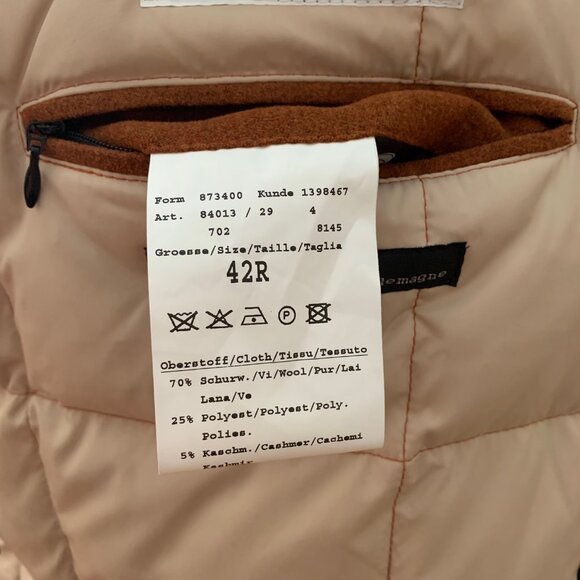 Form 873400 Kunde 1398467
Art. 84013 / 29 4
702 8145
Groesse/Size/Taille/Taglia
42R
P
Oberstoff/Cloth/Tissu/Tessuto
70% Schurw./Vi/Wool/Pur/Lai
Lana/Ve
25% Polyest/Polyest/Poly.
Polies.
5% Kaschm./Cashmer/Cachemi
Kashmir
lemagne